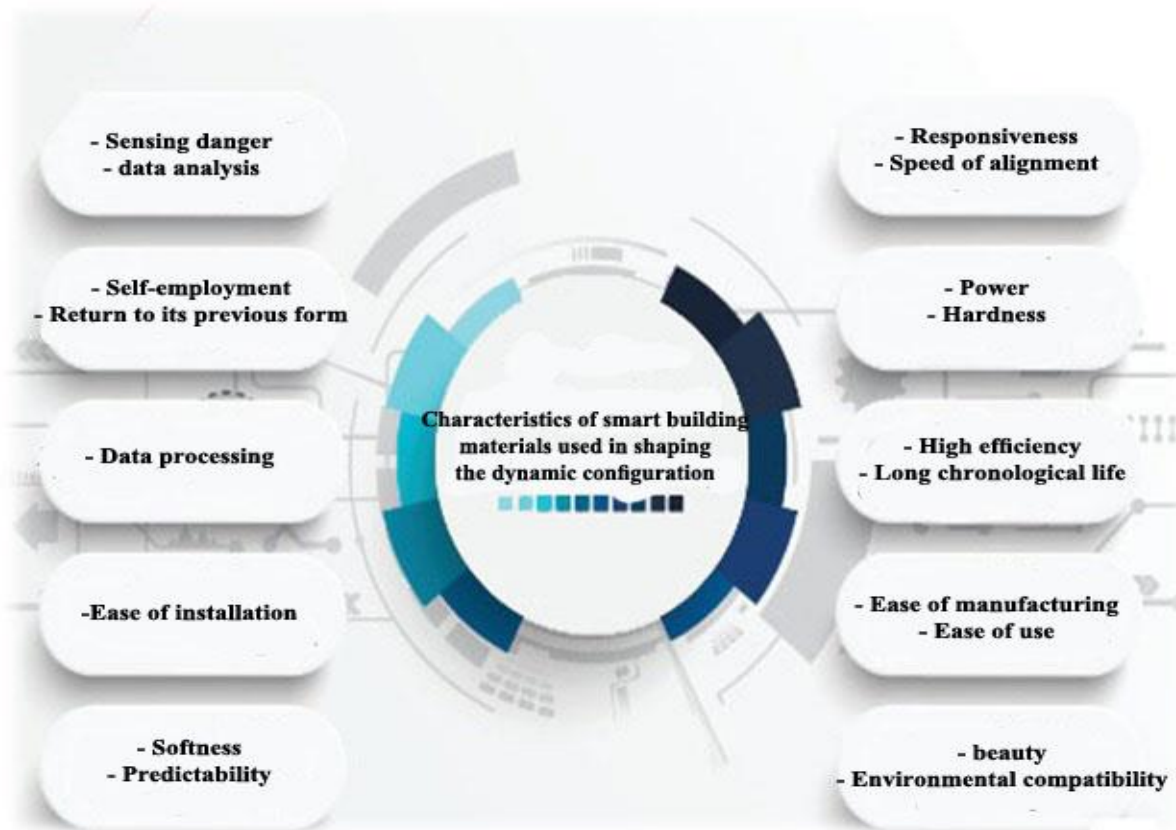 - Sensing danger
- data analysis
- Self-employment
- Return to its previous form
- Data processing
-Ease of installation
- Softness
- Predictability
Characteristics of smart building
materials used in shaping
the dynamic configuration
- Responsiveness
- Speed of alignment
- Power
- Hardness
- High efficiency
- Long chronological life
- Ease of manufacturing
- Ease of use
- beauty
- Environmental compatibility